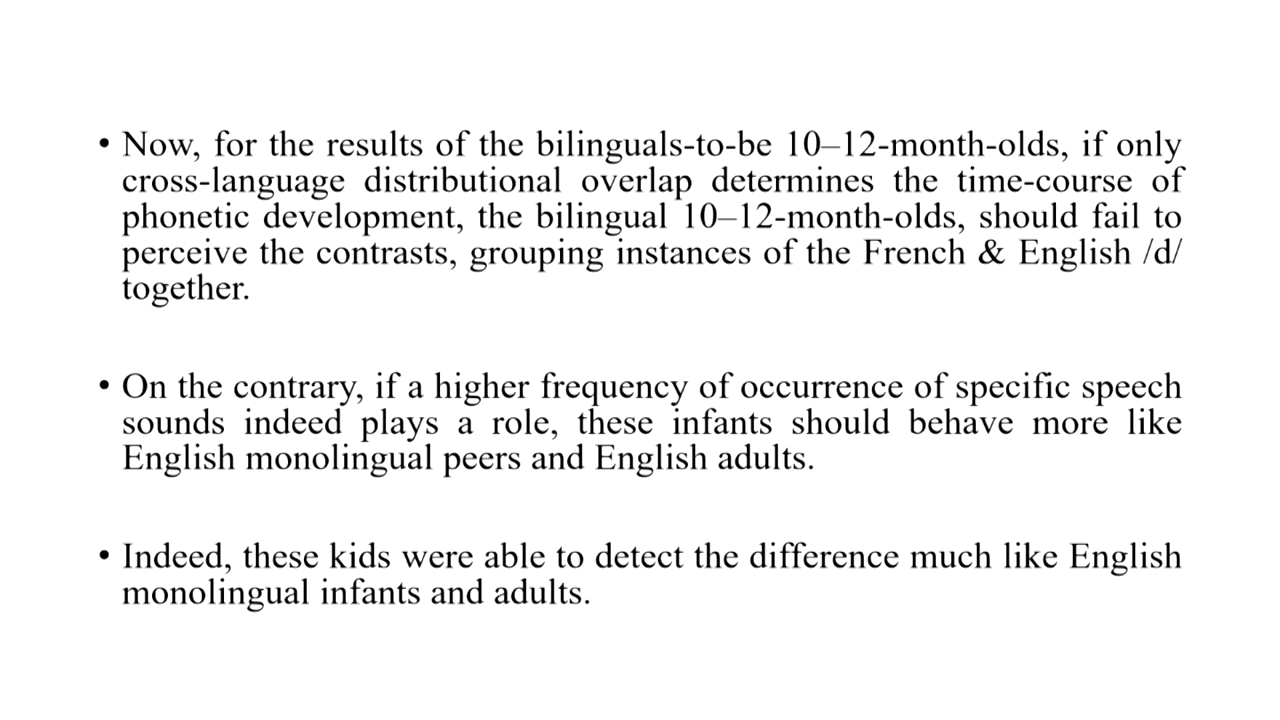 • Now, for the results of the bilinguals-to-be 10–12-month-olds, if only
cross-language distributional overlap determines the time-course of
phonetic development, the bilingual 10–12-month-olds, should fail to
perceive the contrasts, grouping instances of the French & English /d/
together.
• On the contrary, if a higher frequency of occurrence of specific speech
sounds indeed plays a role, these infants should behave more like
English monolingual peers and English adults.
• Indeed, these kids were able to detect the difference much like English
monolingual infants and adults.